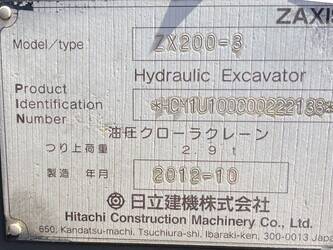 ZAXIS
Model/type ZX200-3
Hydraulic Excavator
Product
Identification
Number
油圧クローラクレーン
つり上荷重 2.9t
製造 年月 2012-10
日立建機株式会社
Hitachi Construction Machinery Co., Ltd.
650, Kandatsu-machi, Tsuchiura-shi, Ibaraki-ken, 300-0013 Japan